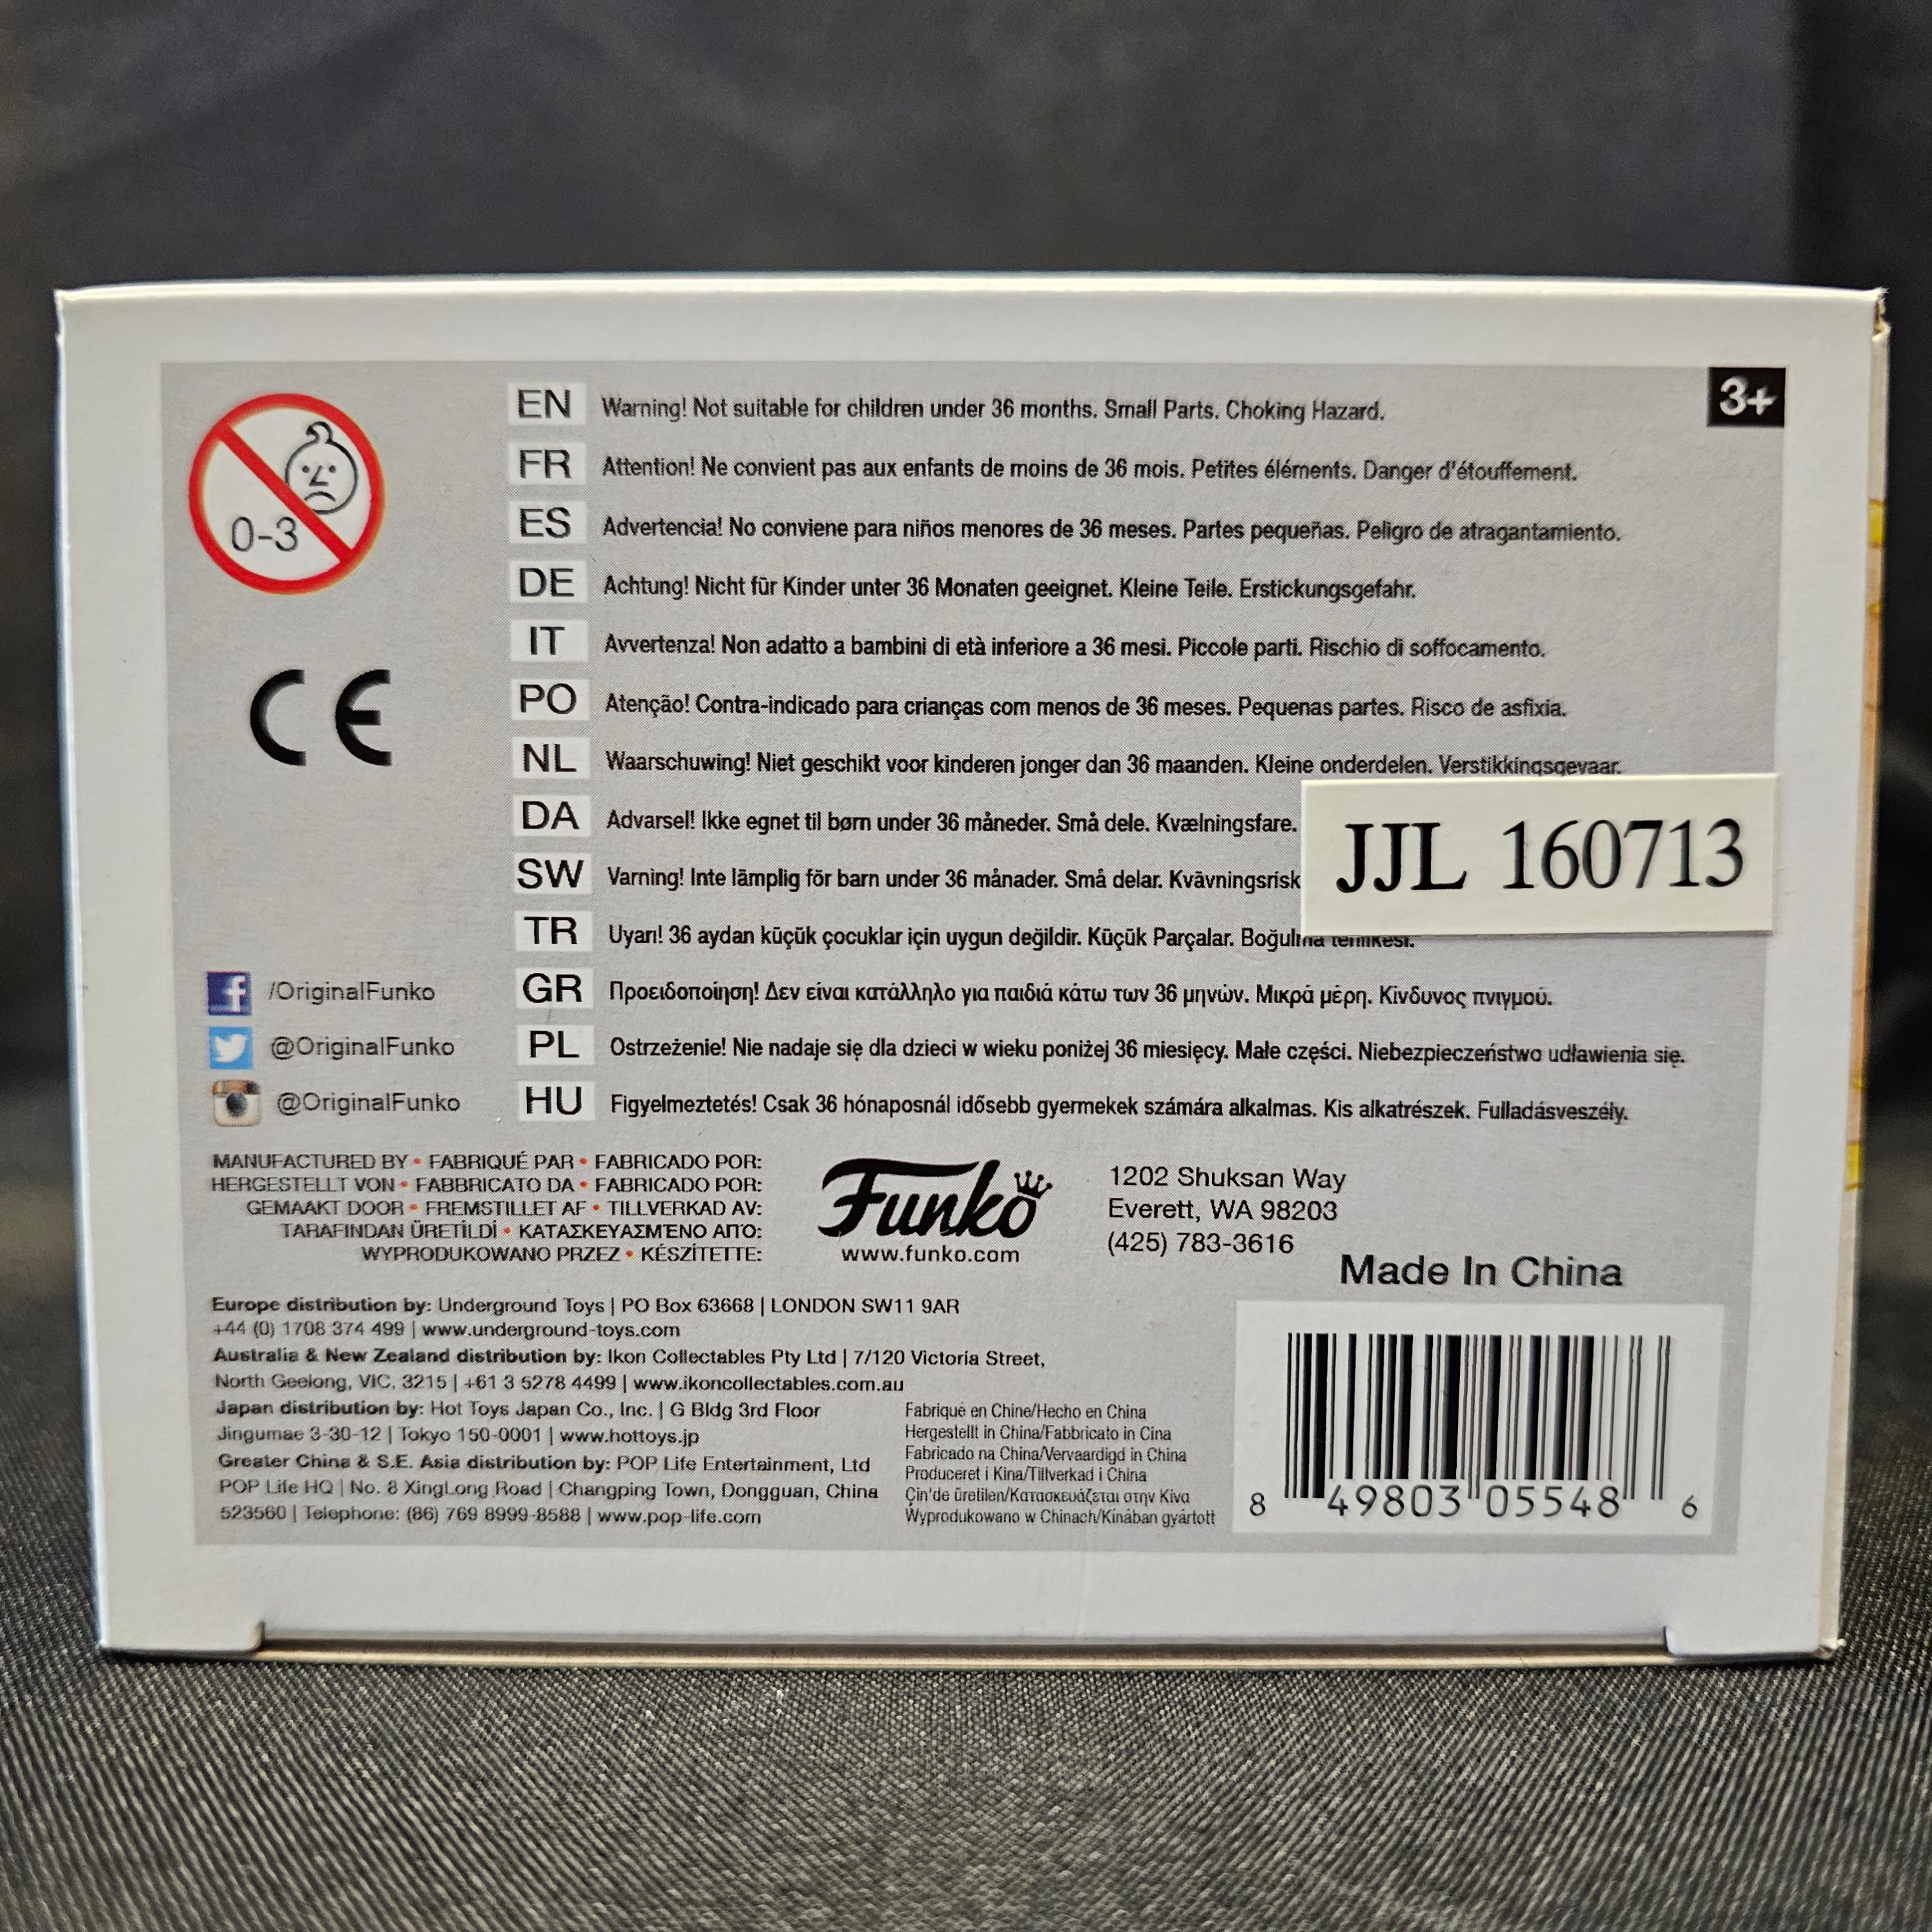 3+
0-3
EN Warning! Not suitable for children under 36 months. Small Parts. Choking Hazard.
FR Attention! Ne convient pas aux enfants de moins de 36 mois. Petites éléments. Danger d'étouffement.
ES Advertencia! No conviene para niños menores de 36 meses. Partes pequeñas. Peligro de atragantamiento.
DE Achtung! Nicht für Kinder unter 36 Monaten geeignet. Kleine Teile. Erstickungsgefahr.
IT Avvertenza! Non adatto a bambini di età inferiore a 36 mesi. Piccole parti. Rischio di soffocamento.
CE
PO Atenção! Contra-indicado para crianças com menos de 36 meses. Pequenas partes. Risco de asfixia.
NL Waarschuwing! Niet geschikt voor kinderen jonger dan 36 maanden. Kleine onderdelen. Verstikkingsgevaar.
DA Advarsel! Ikke egnet til børn under 36 måneder. Små dele. Kvælningsfare.
JJL 160713
SW Varning! Inte lämplig för barn under 36 månader. Små delar. Kvävningsrisk
TR Uyarı! 36 aydan küçük çocuklar için uygun değildir. Küçük Parçalar. Boğulma tehlikesi.
GR Προειδοποίηση! Δεν είναι κατάλληλο για παιδιά κάτω των 36 μηνών. Μικρά μέρη. Κίνδυνος πνιγμού.
PL Ostrzeżenie! Nie nadaje się dla dzieci w wieku poniżej 36 miesięcy. Małe części. Niebezpieczeństwo udławienia się.
HU Figyelmeztetés! Csak 36 hónaposnál idősebb gyermekek számára alkalmas. Kis alkatrészek. Fulladásveszély.
/OriginalFunko
@OriginalFunko
@OriginalFunko
MANUFACTURED BY • FABRIQUÉ PAR • FABRICADO POR:
HERGESTELLT VON • FABBRICATO DA • FABRICADO POR:
GEMAAKT DOOR • FREMSTILLET AF • TILLVERKAD AV:
TARAFINDAN ÜRETİLDİ • ΚΑΤΑΣΚΕΥΑΣΜΈΝΟ ΑΠΌ:
WYPRODUKOWANO PRZEZ • KÉSZÍTETTE:
Funko
www.funko.com
1202 Shuksan Way
Everett, WA 98203
(425) 783-3616
Made In China
Europe distribution by: Underground Toys | PO Box 63668 | LONDON SW11 9AR
+44 (0) 1708 374 499 | www.underground-toys.com
Australia & New Zealand distribution by: Ikon Collectables Pty Ltd | 7/120 Victoria Street,
North Geelong, VIC, 3215 | +61 3 5278 4499 | www.ikoncollectables.com.au
Japan distribution by: Hot Toys Japan Co., Inc. | G Bldg 3rd Floor
Jingumae 3-30-12 | Tokyo 150-0001 | www.hottoys.jp
Greater China & S.E. Asia distribution by: POP Life Entertainment, Ltd
POP Life HQ | No. 8 XingLong Road | Changping Town, Dongguan, China
523560 | Telephone: (86) 769 8999-8588 | www.pop-life.com
Fabriqué en Chine/Hecho en China
Hergestellt in China/Fabbricato in Cina
Fabricado na China/Vervaardigd in China
Produceret i Kina/Tillverkad i China
Çin'de üretilen/Κατασκευάζεται στην Κίνα
Wyprodukowano w Chinach/Kínában gyártott
8 49803 05548 6